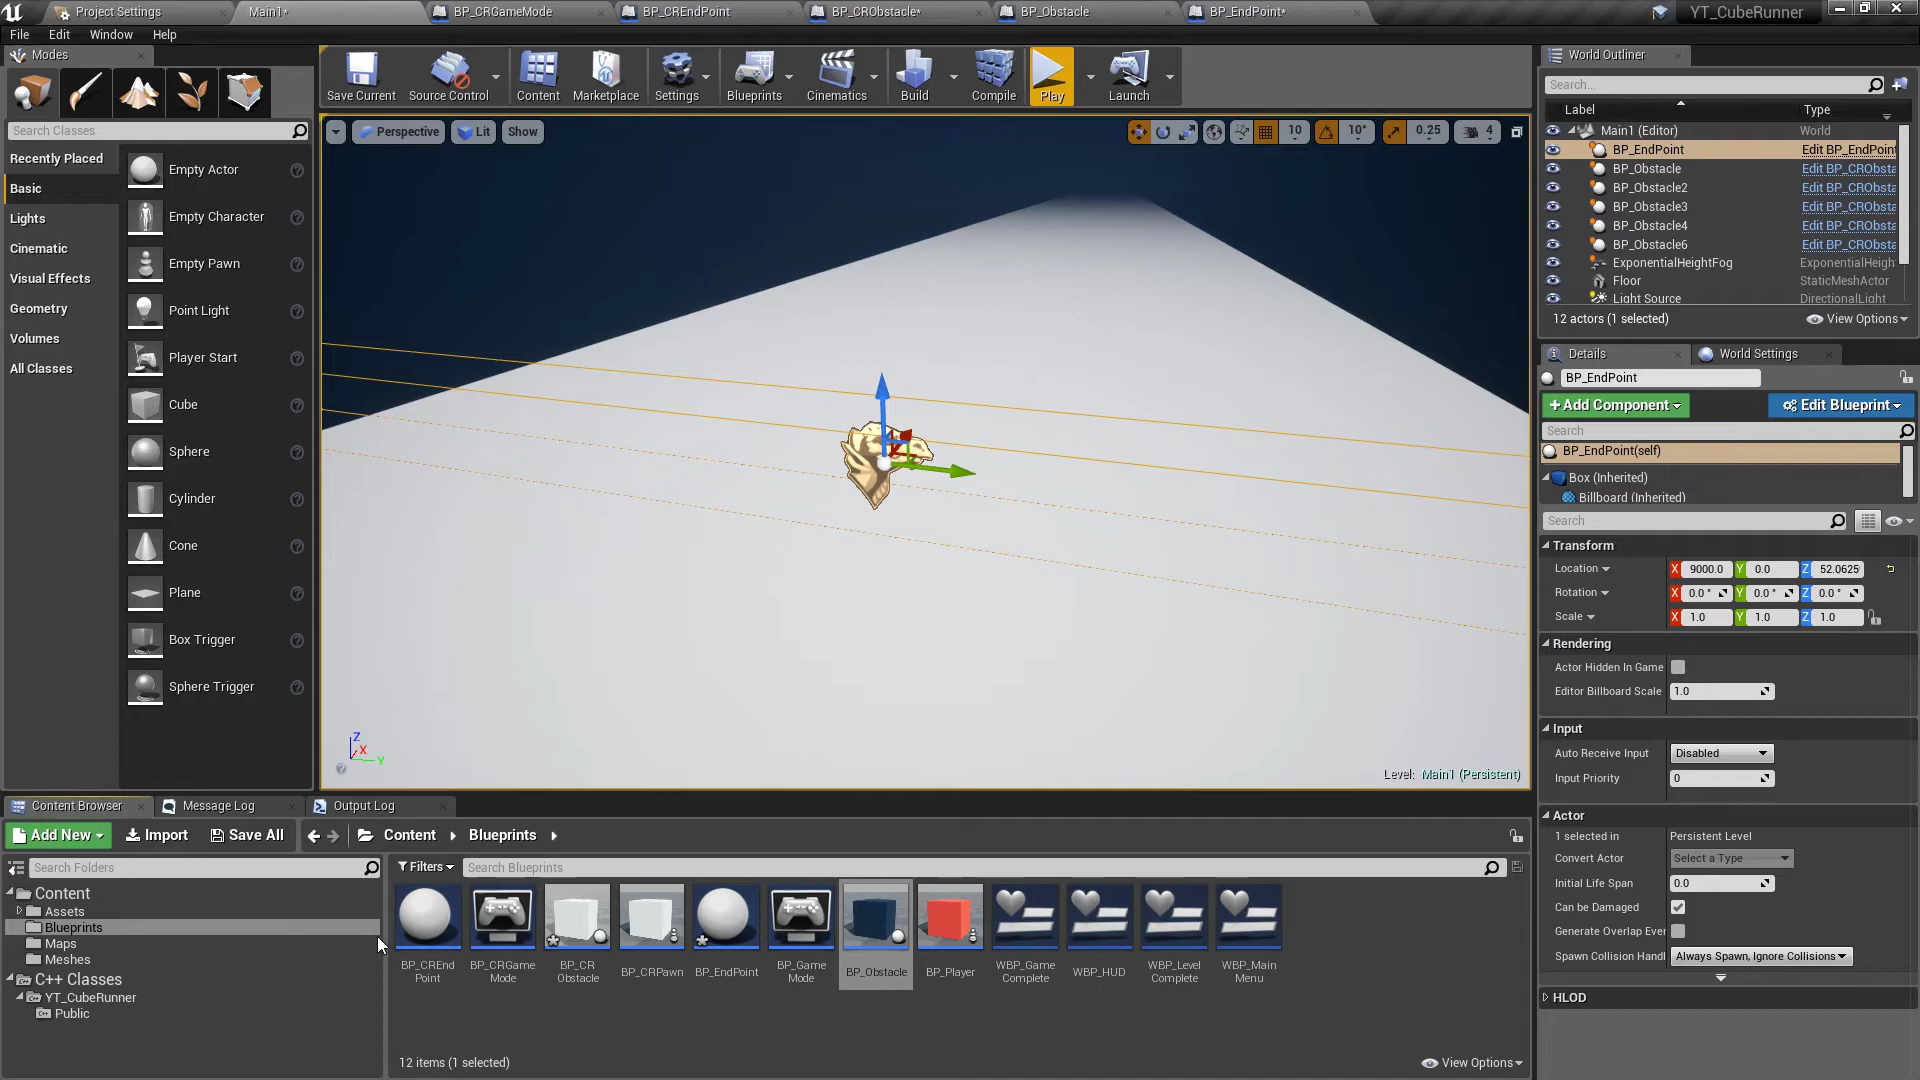 Project Settings
Main1*
BP_CRGameMode
BP_CREndPoint
BP_CRObstacle*
BP_Obstacle
BP_EndPoint*
YT_CubeRunner
File Edit Window Help
Modes
Save Current
Source Control
Content
Marketplace
Settings
Blueprints
Cinematics
Build
Compile
Play
Launch
Search Classes
Recently Placed
Basic
Lights
Cinematic
Visual Effects
Geometry
Volumes
All Classes
Empty Actor
Empty Character
Empty Pawn
Point Light
Player Start
Cube
Sphere
Cylinder
Cone
Plane
Box Trigger
Sphere Trigger
Perspective
Lit
Show
10
10°
0.25
4
Z
X
Y
Level: Main1 (Persistent)
World Outliner
Search...
Label Type
Main1 (Editor) World
BP_EndPoint Edit BP_EndPoint
BP_Obstacle Edit BP_CRObsta
BP_Obstacle2 Edit BP_CRObsta
BP_Obstacle3 Edit BP_CRObsta
BP_Obstacle4 Edit BP_CRObsta
BP_Obstacle6 Edit BP_CRObsta
ExponentialHeightFog ExponentialHeigh
Floor StaticMeshActor
Light Source DirectionalLight
12 actors (1 selected)
View Options
Details
World Settings
BP_EndPoint
+Add Component
Edit Blueprint
Search
BP_EndPoint(self)
Box (Inherited)
Billboard (Inherited)
Search
Transform
Location X 9000.0 Y 0.0 Z 52.0625
Rotation X 0.0 ° Y 0.0 ° Z 0.0 °
Scale X 1.0 Y 1.0 Z 1.0
Rendering
Actor Hidden In Game
Editor Billboard Scale 1.0
Input
Auto Receive Input Disabled
Input Priority 0
Actor
1 selected in Persistent Level
Convert Actor Select a Type
Initial Life Span 0.0
Can be Damaged
Generate Overlap Ever
Spawn Collision Handl Always Spawn, Ignore Collisions
HLOD
Content Browser
Message Log
Output Log
Add New
Import
Save All
Content
Blueprints
Search Folders
Filters
Search Blueprints
Content
Assets
Blueprints
Maps
Meshes
C++ Classes
YT_CubeRunner
Public
BP_CREnd
Point
BP_CRGame
Mode
BP_CR
Obstacle
BP_CRPawn
BP_EndPoint
BP_Game
Mode
BP_Obstacle
BP_Player
WBP_Game
Complete
WBP_HUD
WBP_Level
Complete
WBP_Main
Menu
12 items (1 selected)
View Options